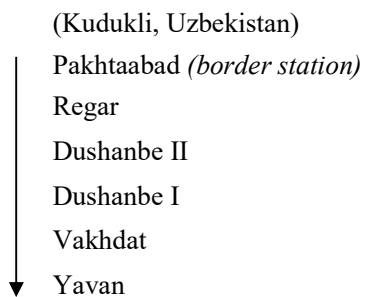 (Kudukli, Uzbekistan)
Pakhtaabad (border station)
Regar
Dushanbe II
Dushanbe I
Vakhdat
Yavan